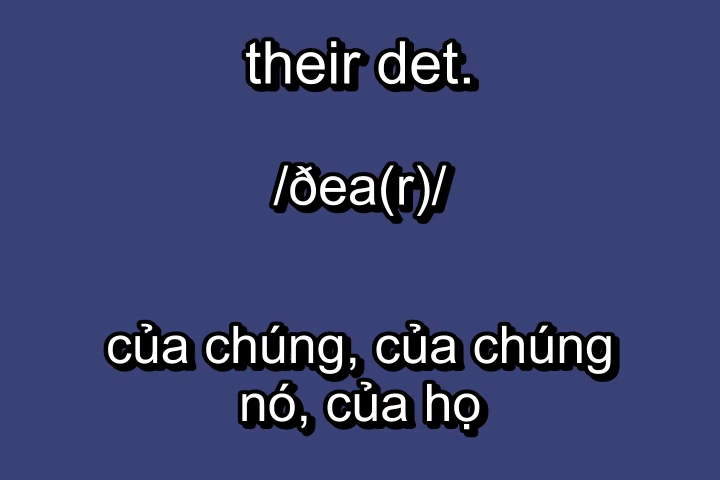 their det.
/ðea(r)/
của chúng, của chúng
nó, của họ